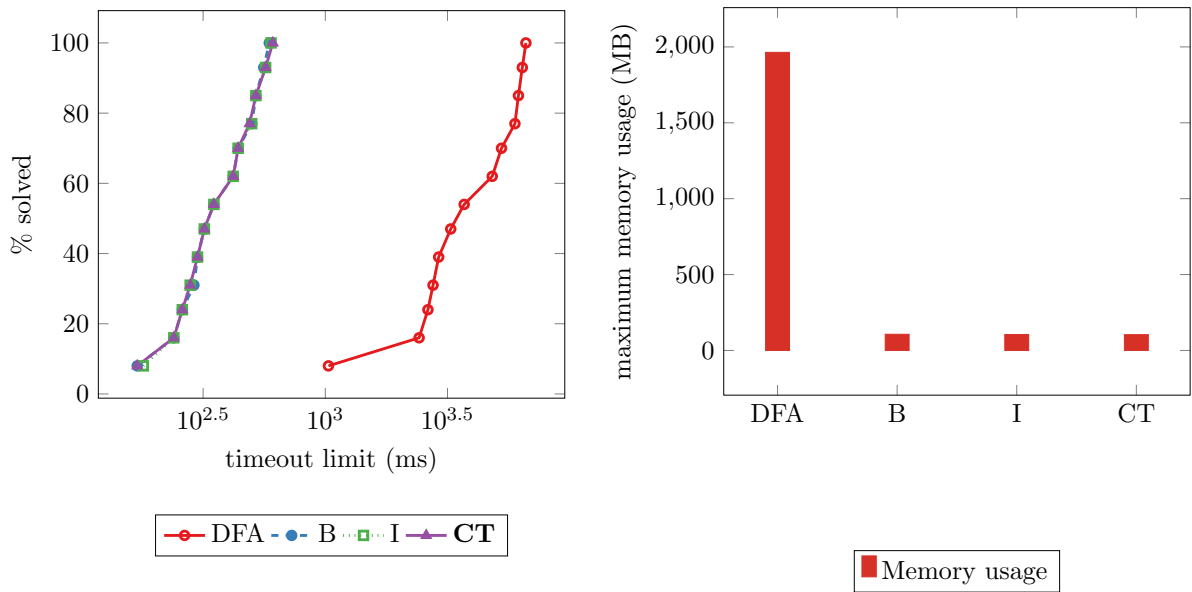 % solved
100
80
60
40
20
0
10^2.5 10^3 10^3.5
timeout limit (ms)
DFA B I CT
maximum memory usage (MB)
2,000
1,500
1,000
500
0
DFA B I CT
Memory usage